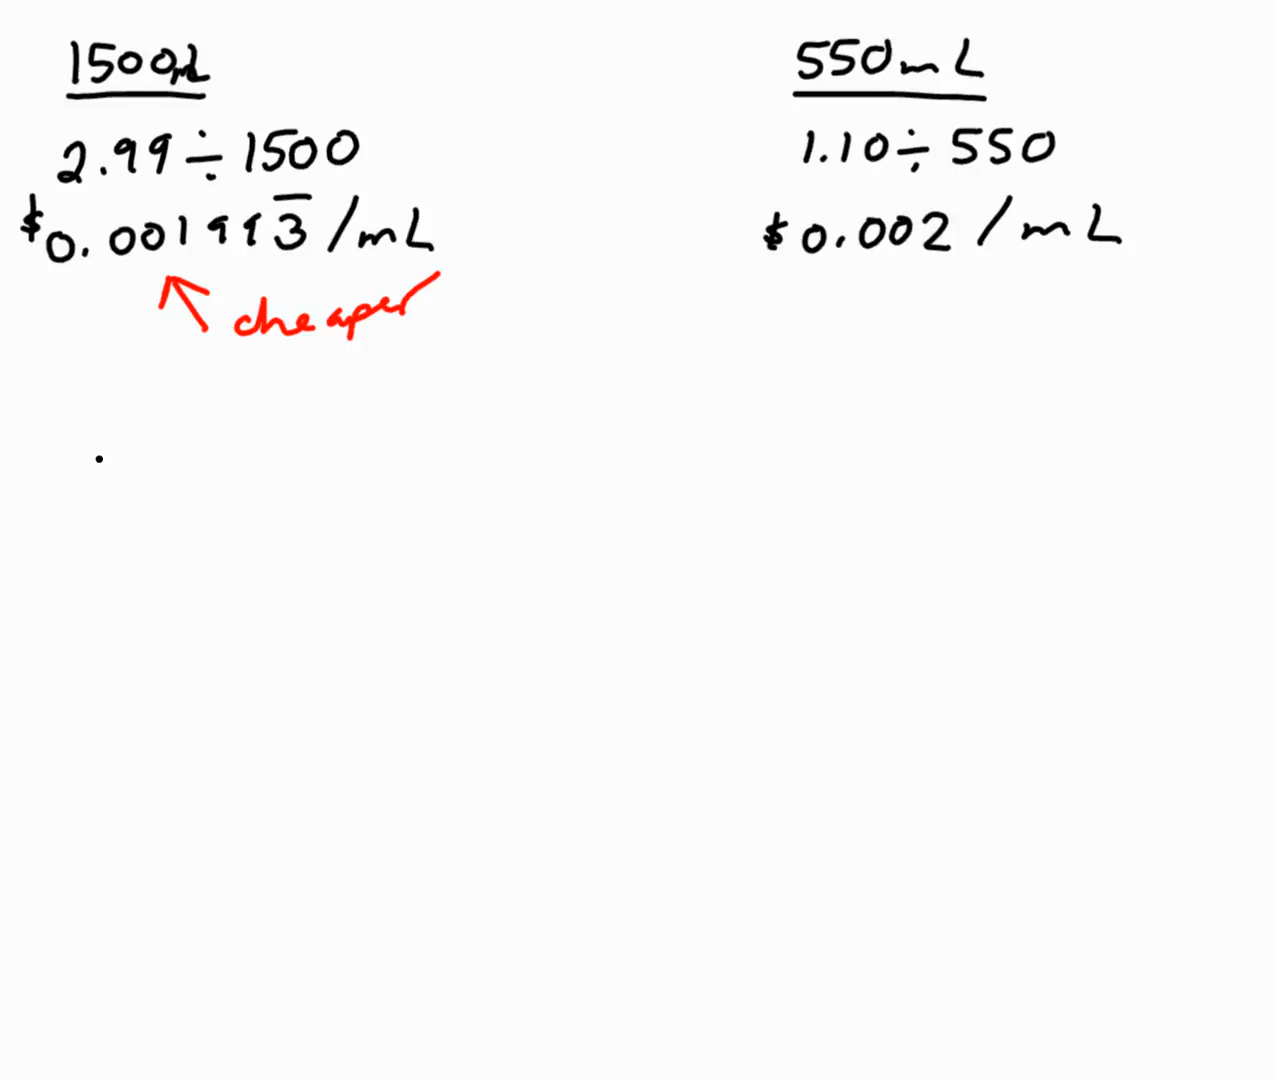 1500mL
2.99 ÷ 1500
$0.001993̅ /mL
cheaper
550mL
1.10 ÷ 550
$0.002 /mL